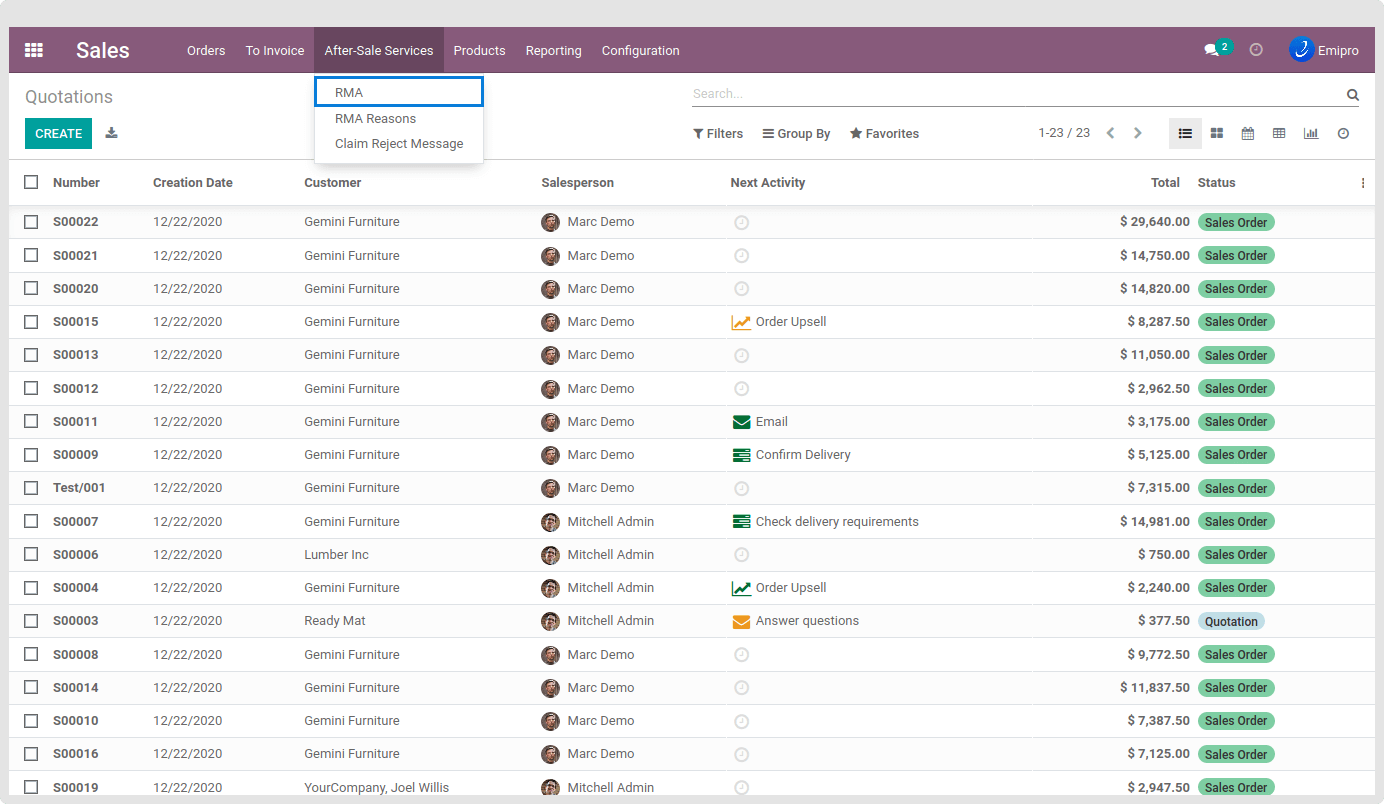 Sales Orders To Invoice After-Sale Services Products Reporting Configuration 2 Emipro
Quotations RMA Search...
CREATE RMA Reasons Filters Group By Favorites 1-23 / 23
Claim Reject Message
Number Creation Date Customer Salesperson Next Activity Total Status
S00022 12/22/2020 Gemini Furniture Marc Demo $ 29,640.00 Sales Order
S00021 12/22/2020 Gemini Furniture Marc Demo $ 14,750.00 Sales Order
S00020 12/22/2020 Gemini Furniture Marc Demo $ 14,820.00 Sales Order
S00015 12/22/2020 Gemini Furniture Marc Demo Order Upsell $ 8,287.50 Sales Order
S00013 12/22/2020 Gemini Furniture Marc Demo $ 11,050.00 Sales Order
S00012 12/22/2020 Gemini Furniture Marc Demo $ 2,962.50 Sales Order
S00011 12/22/2020 Gemini Furniture Marc Demo Email $ 3,175.00 Sales Order
S00009 12/22/2020 Gemini Furniture Marc Demo Confirm Delivery $ 5,125.00 Sales Order
Test/001 12/22/2020 Gemini Furniture Marc Demo $ 7,315.00 Sales Order
S00007 12/22/2020 Gemini Furniture Mitchell Admin Check delivery requirements $ 14,981.00 Sales Order
S00006 12/22/2020 Lumber Inc Mitchell Admin $ 750.00 Sales Order
S00004 12/22/2020 Gemini Furniture Mitchell Admin Order Upsell $ 2,240.00 Sales Order
S00003 12/22/2020 Ready Mat Mitchell Admin Answer questions $ 377.50 Quotation
S00008 12/22/2020 Gemini Furniture Marc Demo $ 9,772.50 Sales Order
S00014 12/22/2020 Gemini Furniture Marc Demo $ 11,837.50 Sales Order
S00010 12/22/2020 Gemini Furniture Marc Demo $ 7,387.50 Sales Order
S00016 12/22/2020 Gemini Furniture Marc Demo $ 7,125.00 Sales Order
S00019 12/22/2020 YourCompany, Joel Willis Mitchell Admin $ 2,947.50 Sales Order